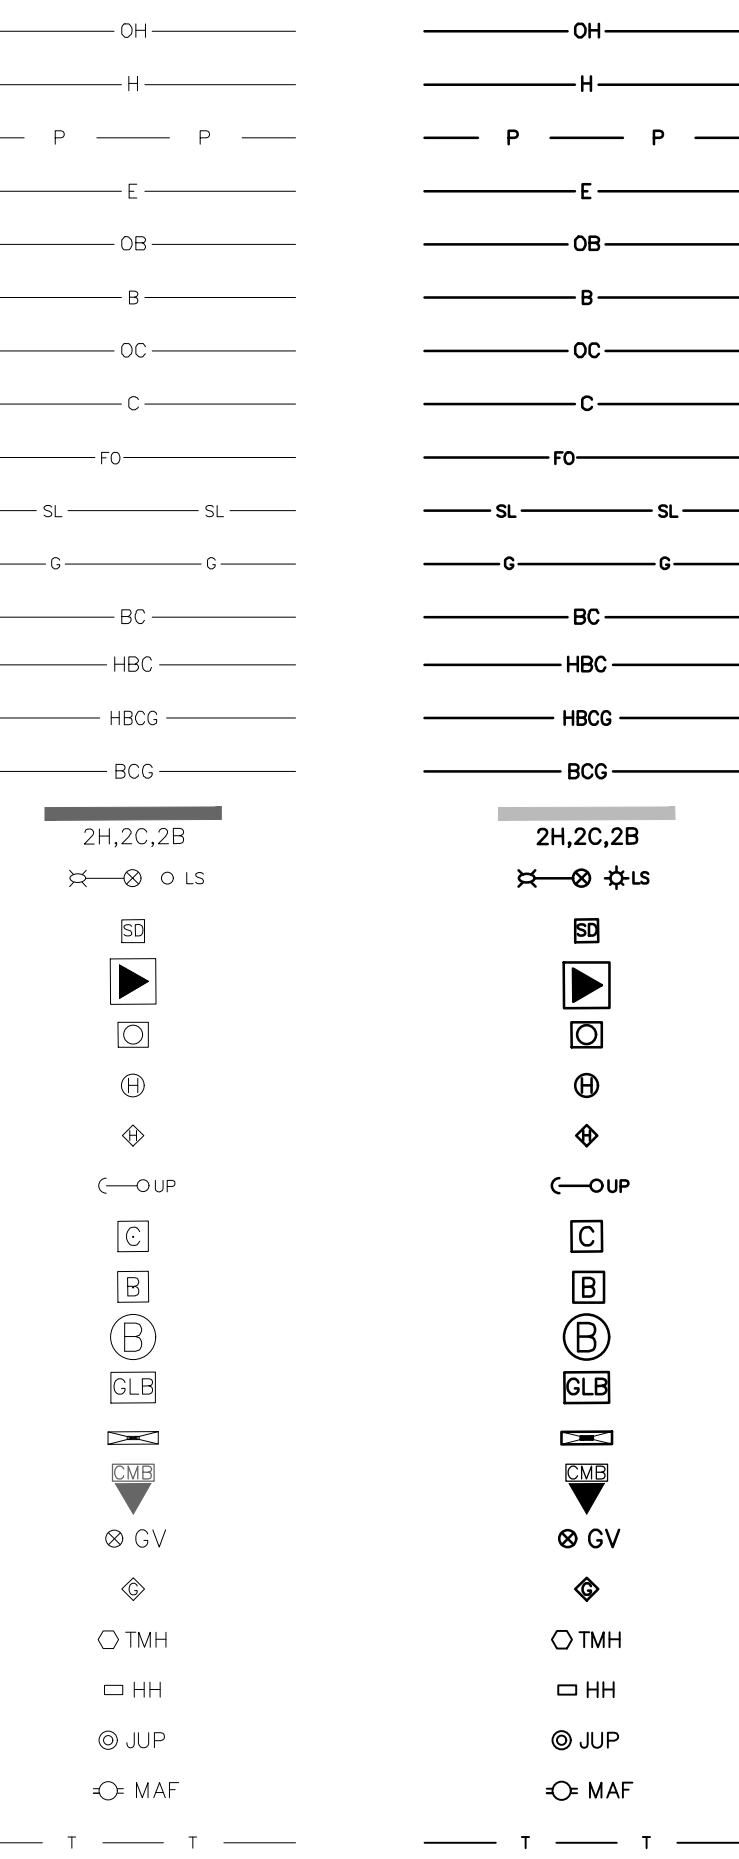 OH OH
H H
P P P P
E E
OB OB
B B
OC OC
C C
FO FO
SL SL SL SL
G G G G
BC BC
HBC HBC
HBCG HBCG
BCG BCG
2H,2C,2B 2H,2C,2B
LS LS
SD SD
H H
H H
UP UP
C C
B B
B B
GLB GLB
CMB CMB
GV GV
G G
TMH TMH
HH HH
JUP JUP
MAF MAF
T T T T